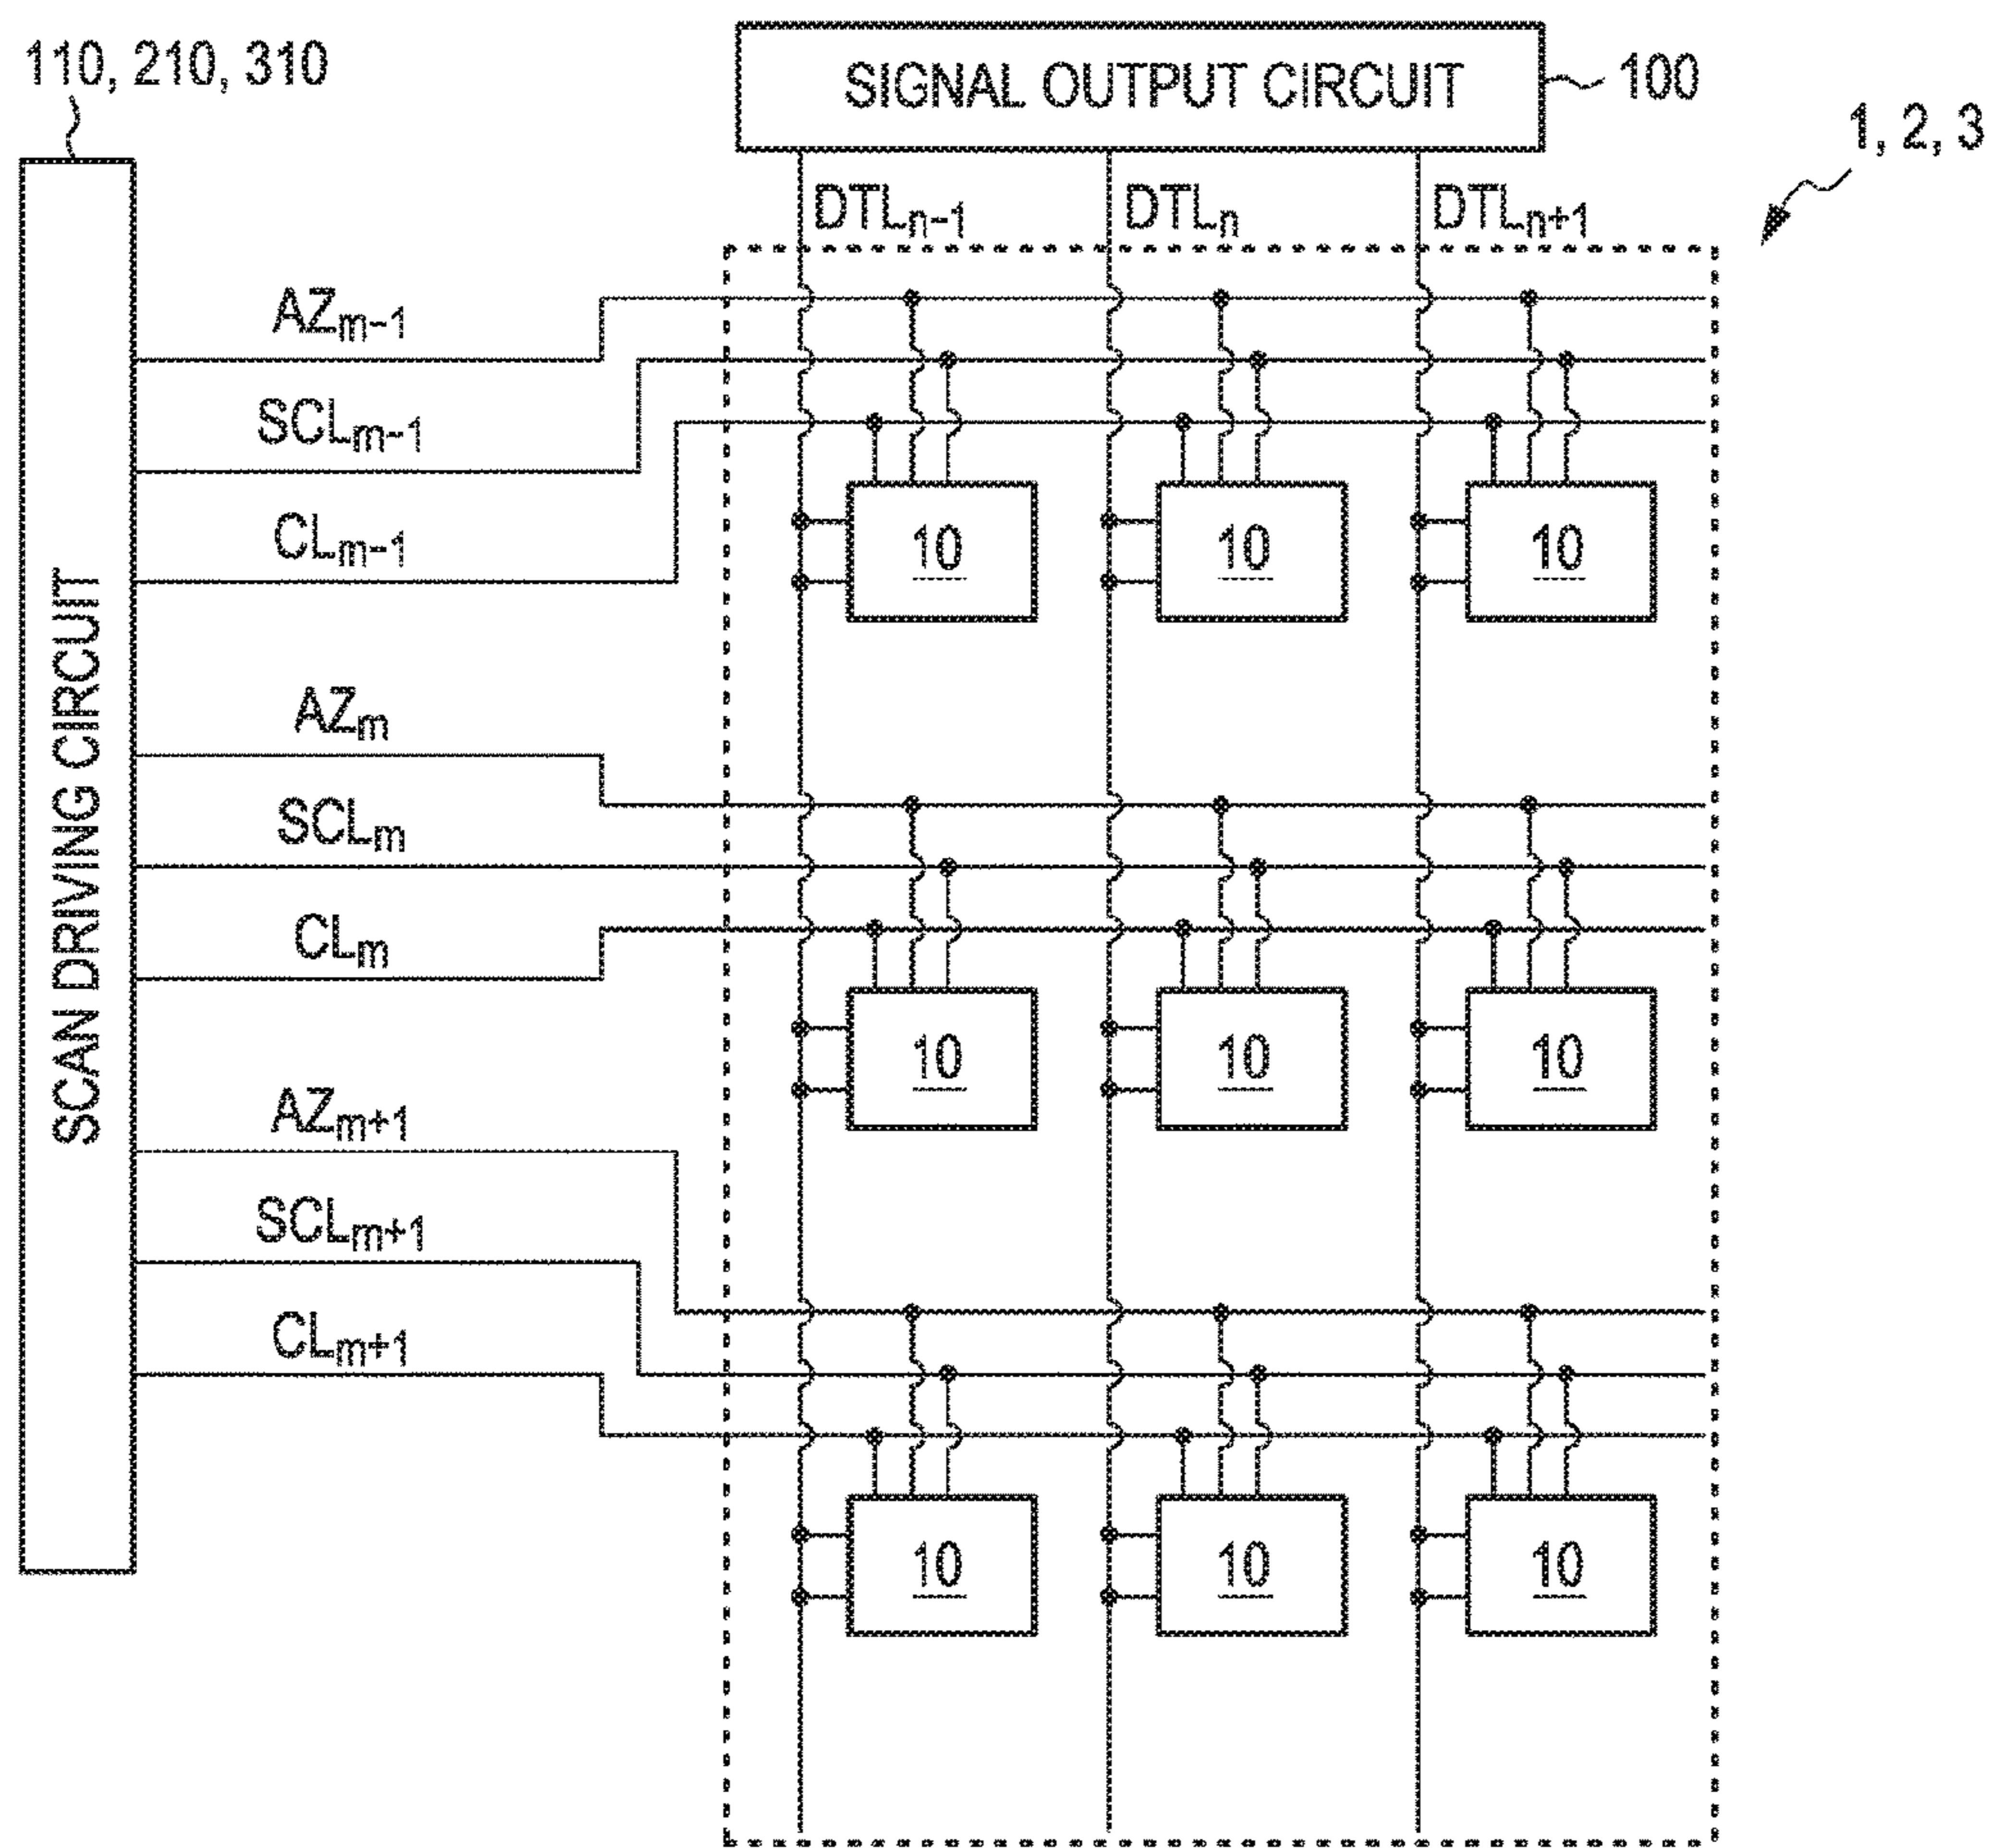 110, 210, 310
SIGNAL OUTPUT CIRCUIT
100
1, 2, 3
DTLn-1
DTLn
DTLn+1
SCAN DRIVING CIRCUIT
AZm-1
SCLm-1
CLm-1
10
10
10
AZm
SCLm
CLm
10
10
10
AZm+1
SCLm+1
CLm+1
10
10
10